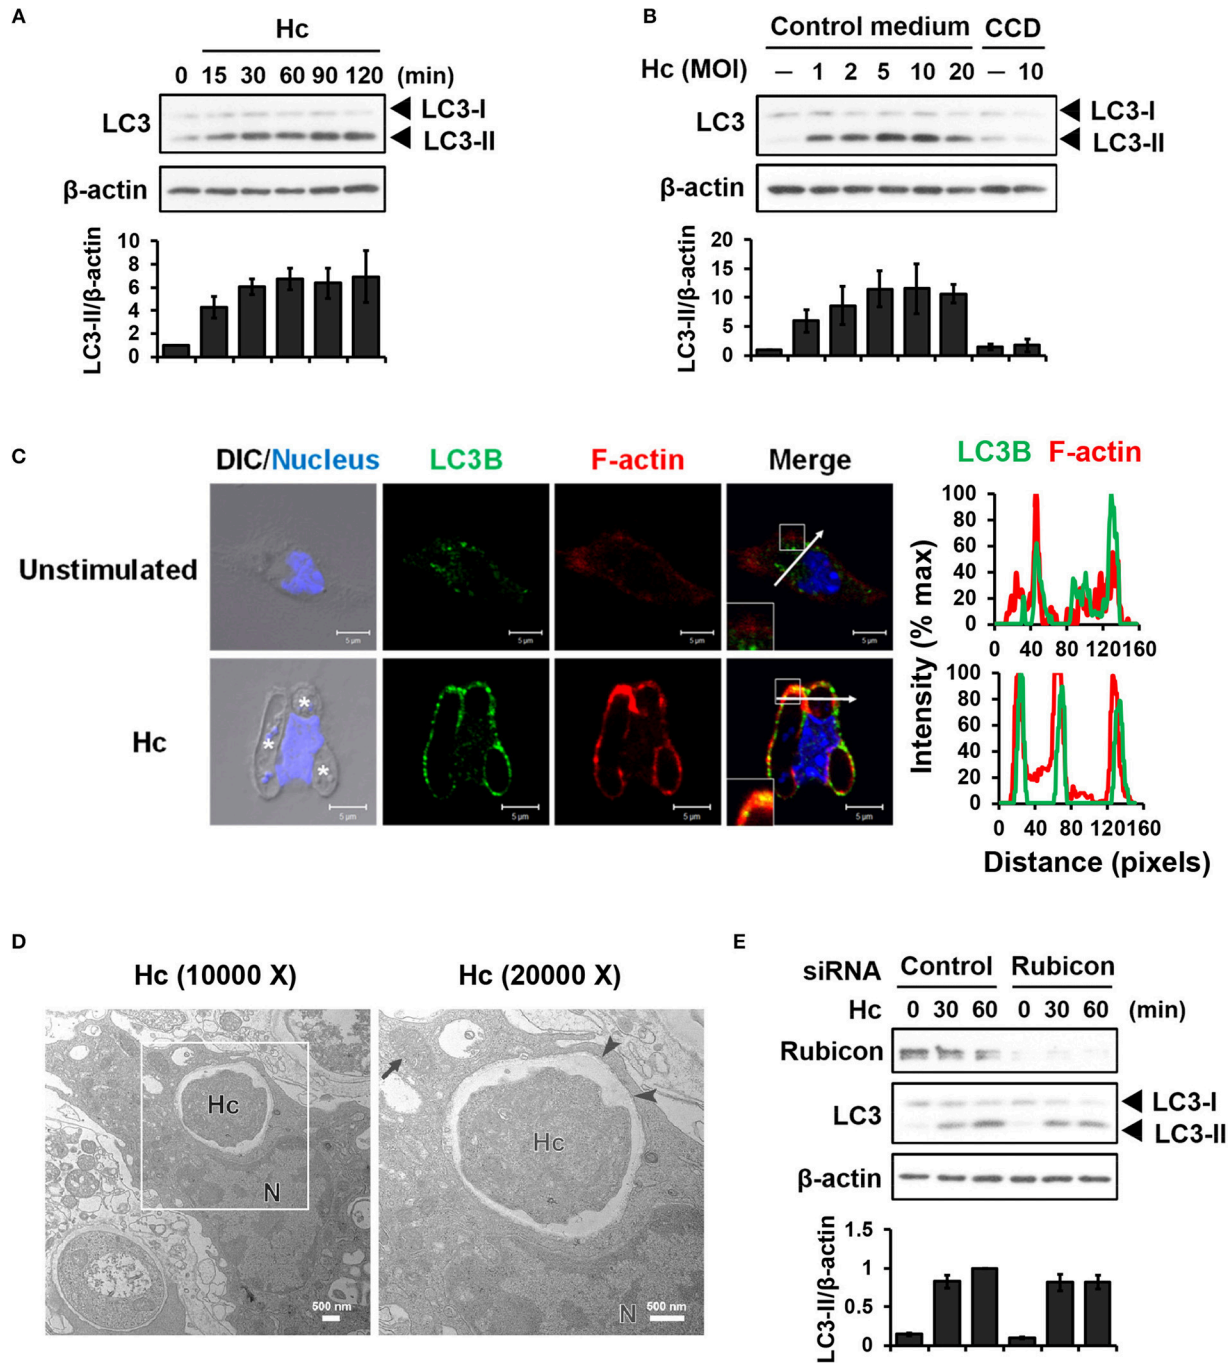 A
Hc
0 15 30 60 90 120 (min)
LC3
LC3-I
LC3-II
β-actin
LC3-II/β-actin
10
8
6
4
2
0
B
Control medium CCD
Hc (MOI) – 1 2 5 10 20 – 10
LC3
LC3-I
LC3-II
β-actin
LC3-II/β-actin
20
15
10
5
0
C
DIC/Nucleus LC3B F-actin Merge
Unstimulated
5 μm 5 μm 5 μm 5 μm
Hc
* * *
5 μm 5 μm 5 μm 5 μm
LC3B F-actin
Intensity (% max)
100
80
60
40
20
0
0 40 80 120 160
100
80
60
40
20
0
0 40 80 120 160
Distance (pixels)
D
Hc (10000 X) Hc (20000 X)
Hc
N
500 nm
Hc
N
500 nm
E
siRNA Control Rubicon
Hc 0 30 60 0 30 60 (min)
Rubicon
LC3
LC3-I
LC3-II
β-actin
LC3-II/β-actin
1.5
1
0.5
0